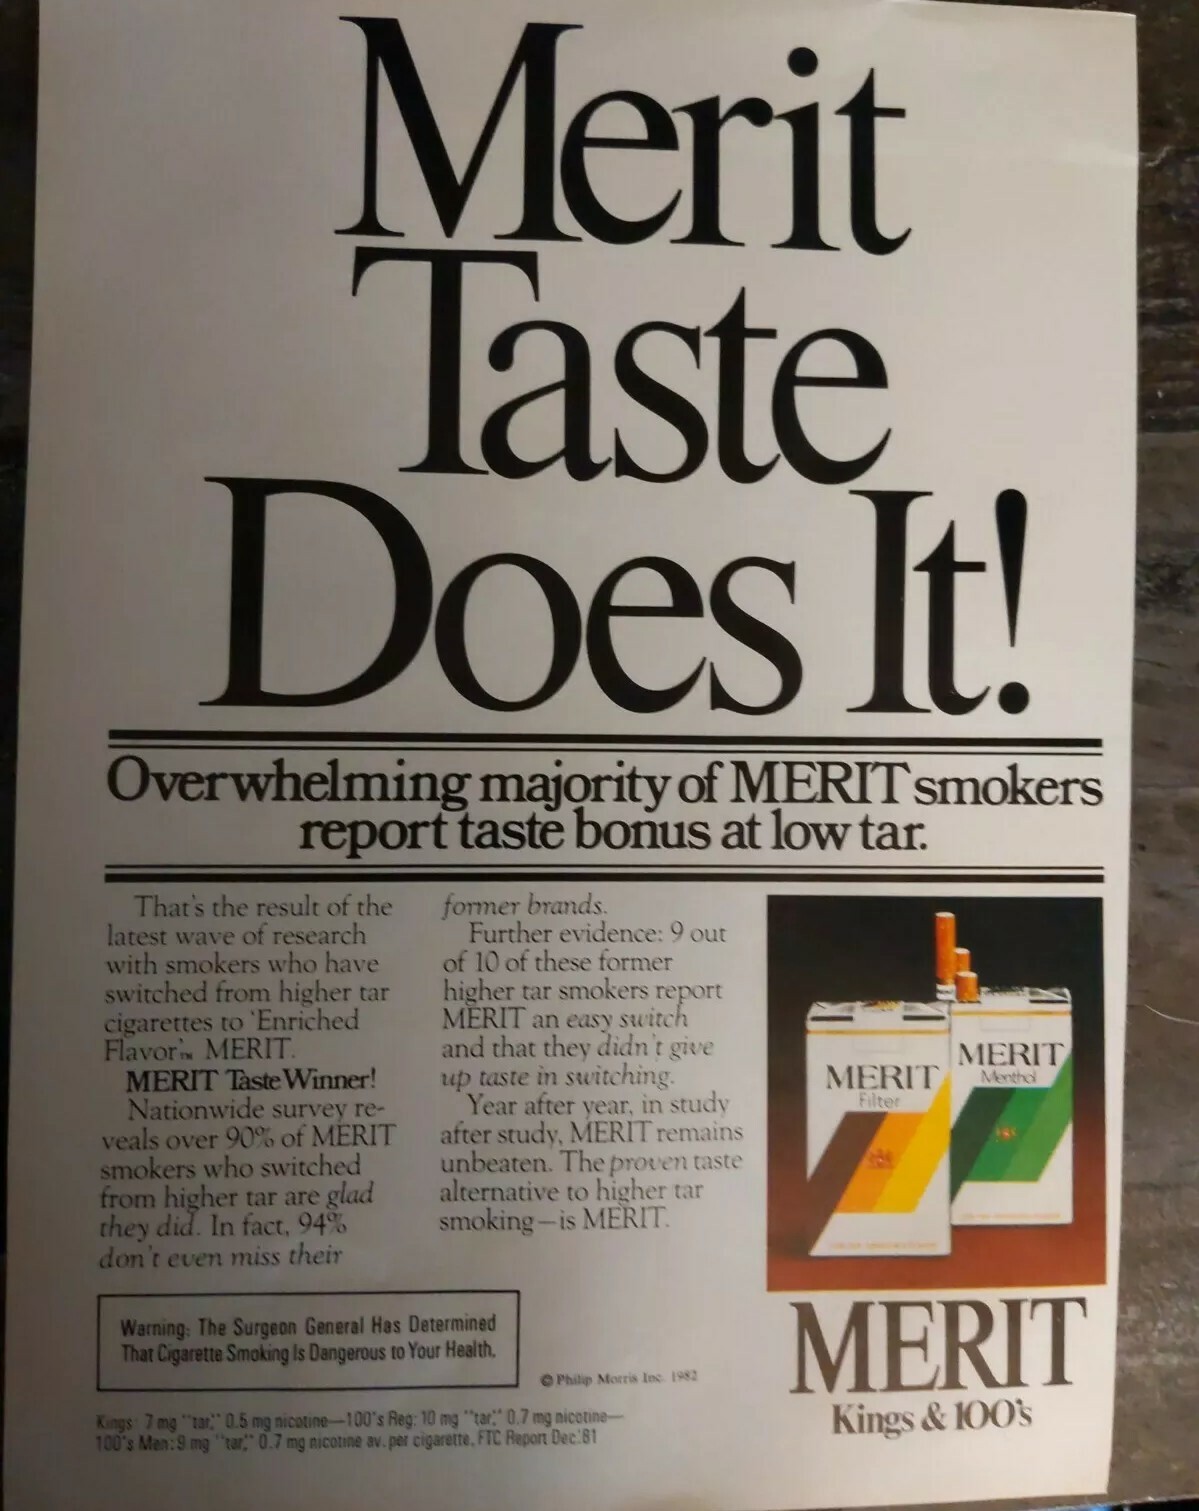 Merit
Taste
Does It!
Overwhelming majority of MERIT smokers
report taste bonus at low tar.
That's the result of the
latest wave of research
with smokers who have
switched from higher tar
cigarettes to 'Enriched
Flavor'™ MERIT.
MERIT Taste Winner!
Nationwide survey re-
veals over 90% of MERIT
smokers who switched
from higher tar are glad
they did. In fact, 94%
don't even miss their
former brands.
Further evidence: 9 out
of 10 of these former
higher tar smokers report
MERIT an easy switch
and that they didn't give
up taste in switching.
Year after year, in study
after study, MERIT remains
unbeaten. The proven taste
alternative to higher tar
smoking—is MERIT.
MERIT
Filter
MERIT
Menthol
MERIT
Kings & 100's
Warning: The Surgeon General Has Determined
That Cigarette Smoking Is Dangerous to Your Health.
© Philip Morris Inc. 1982
Kings: 7 mg "tar," 0.5 mg nicotine—100's Reg: 10 mg "tar," 0.7 mg nicotine—
100's Men: 9 mg "tar," 0.7 mg nicotine av. per cigarette, FTC Report Dec.'81